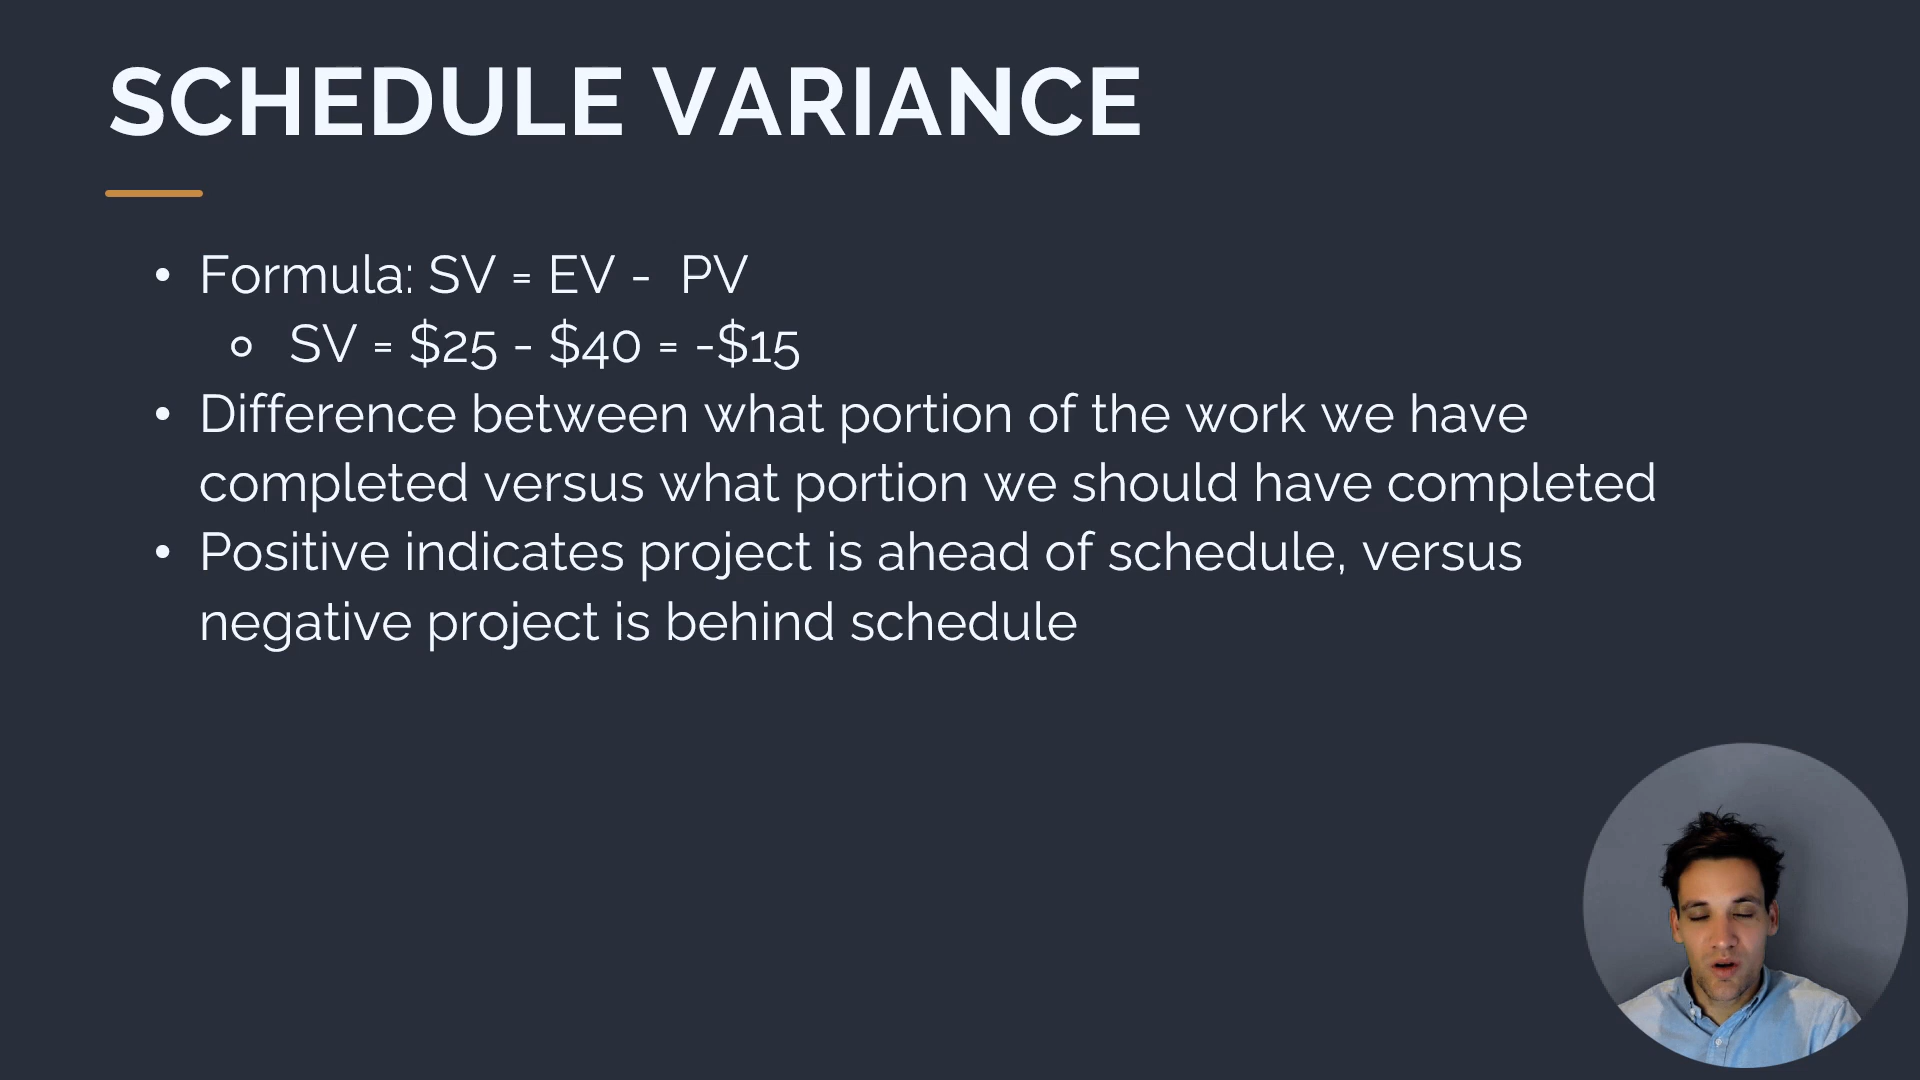 SCHEDULE VARIANCE
• Formula: SV = EV -  PV
○ SV = $25 - $40 = -$15
• Difference between what portion of the work we have
completed versus what portion we should have completed
• Positive indicates project is ahead of schedule, versus
negative project is behind schedule